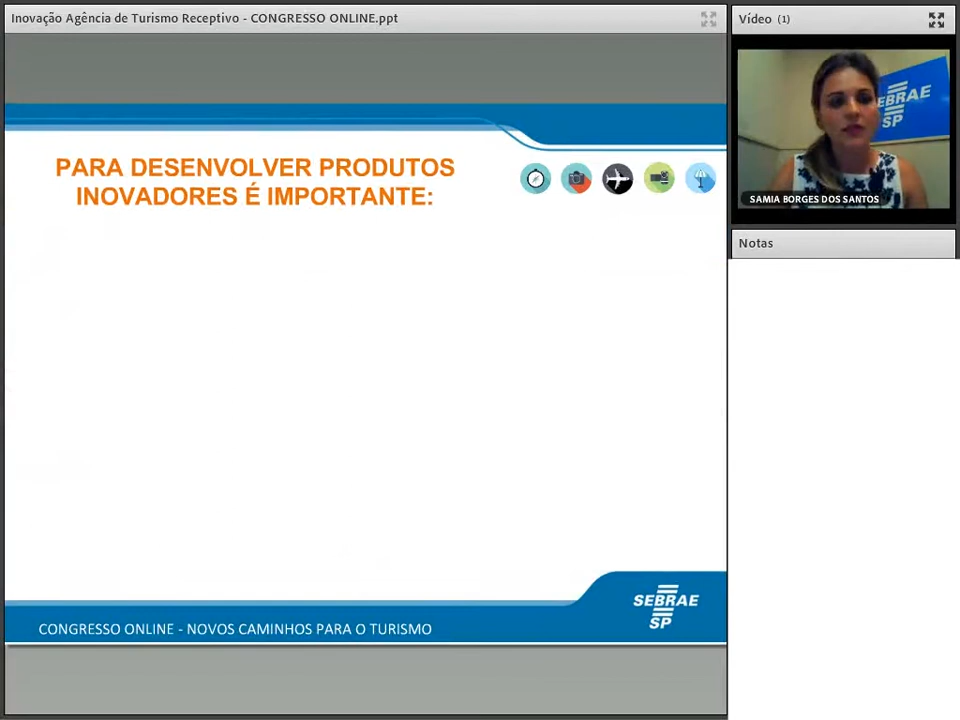 Inovação Agência de Turismo Receptivo - CONGRESSO ONLINE.ppt
Vídeo (1)
PARA DESENVOLVER PRODUTOS
INOVADORES É IMPORTANTE:
EBRAE
SP
SAMIA BORGES DOS SANTOS
Notas
SEBRAE
SP
CONGRESSO ONLINE - NOVOS CAMINHOS PARA O TURISMO